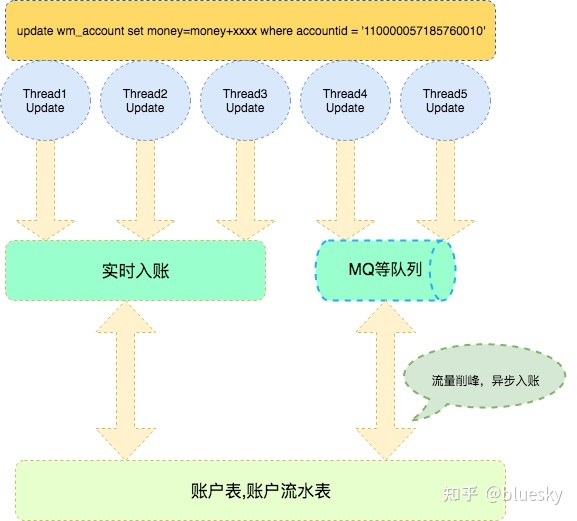 update wm_account set money=money+xxxx where accountid = '110000057185760010'
Thread1
Update
Thread2
Update
Thread3
Update
Thread4
Update
Thread5
Update
实时入账
MQ等队列
流量削峰，异步入账
账户表,账户流水表
知乎 @bluesky